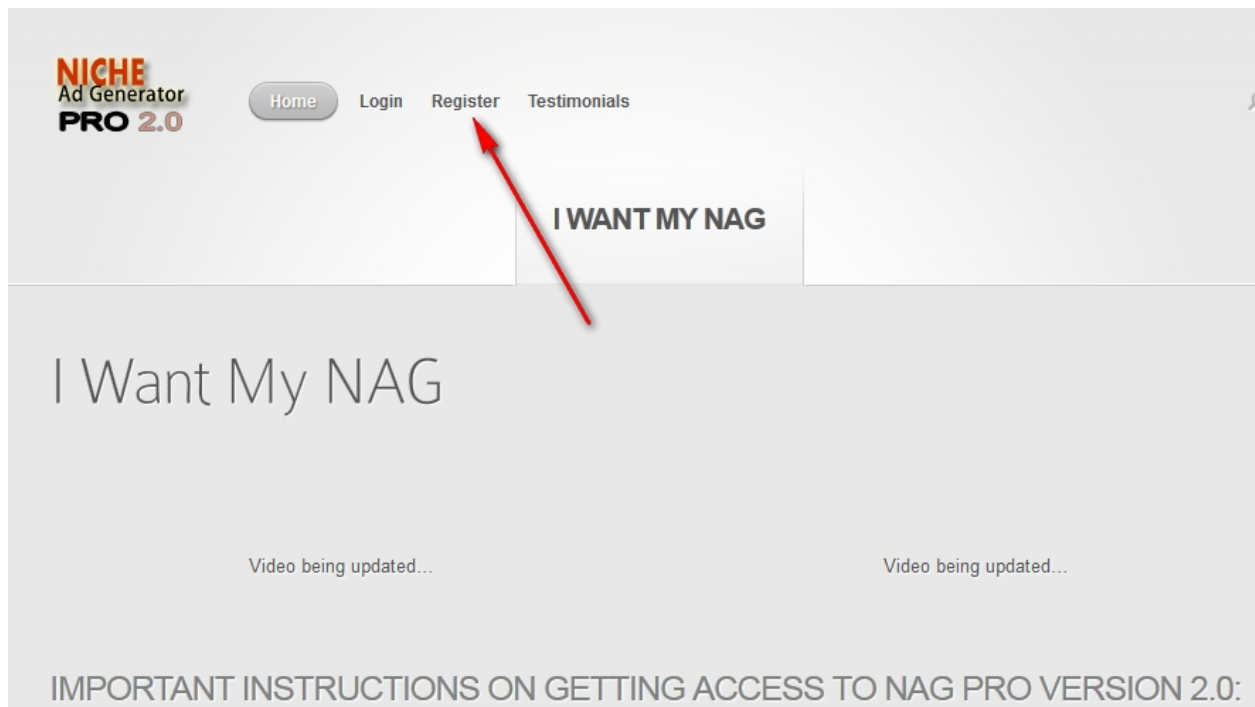 NICHE
Ad Generator
PRO 2.0
Home Login Register Testimonials
I WANT MY NAG
I Want My NAG
Video being updated... Video being updated...
IMPORTANT INSTRUCTIONS ON GETTING ACCESS TO NAG PRO VERSION 2.0: